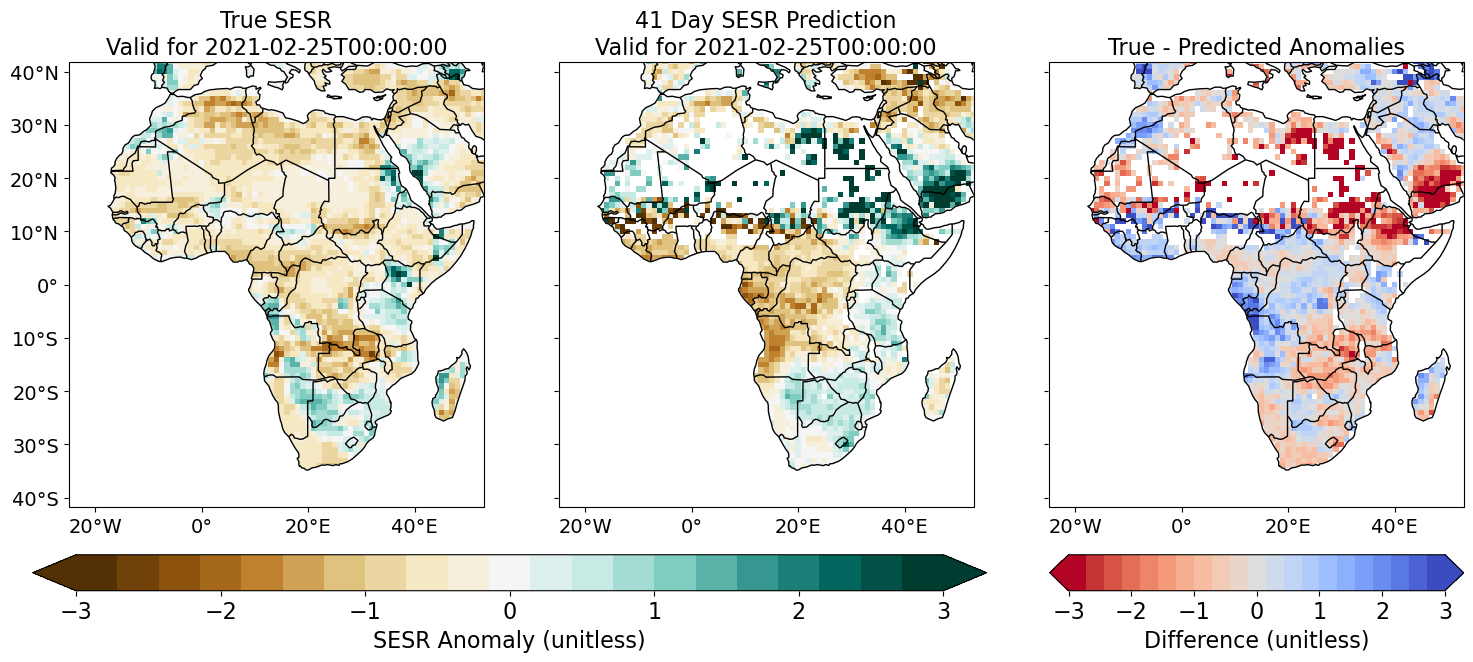 True SESR
Valid for 2021-02-25T00:00:00
41 Day SESR Prediction
Valid for 2021-02-25T00:00:00
True - Predicted Anomalies
40°N
30°N
20°N
10°N
0°
10°S
20°S
30°S
40°S
20°W 0° 20°E 40°E
20°W 0° 20°E 40°E
20°W 0° 20°E 40°E
−3 −2 −1 0 1 2 3
SESR Anomaly (unitless)
−3 −2 −1 0 1 2 3
Difference (unitless)